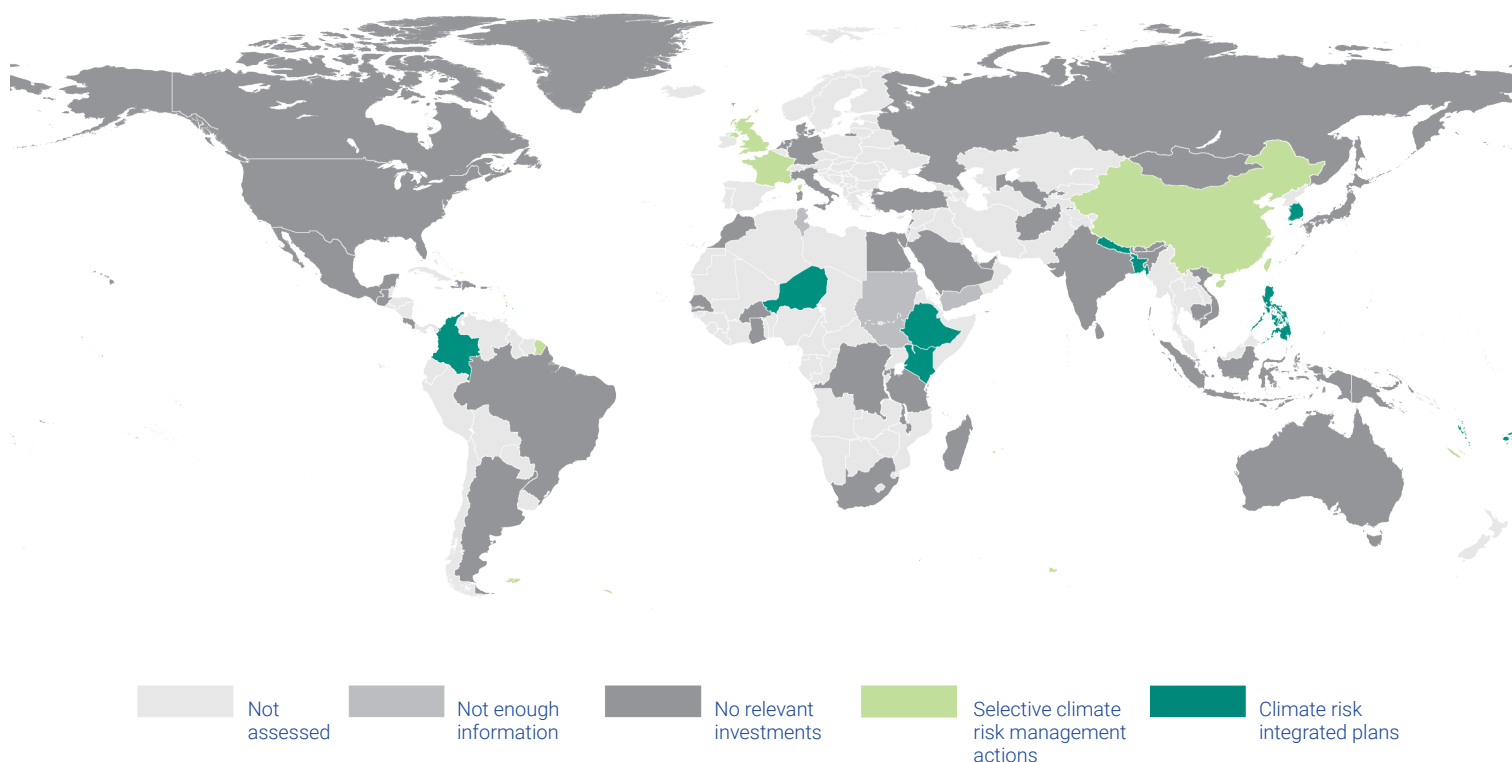 Not
assessed
Not enough
information
No relevant
investments
Selective climate
risk management
actions
Climate risk
integrated plans